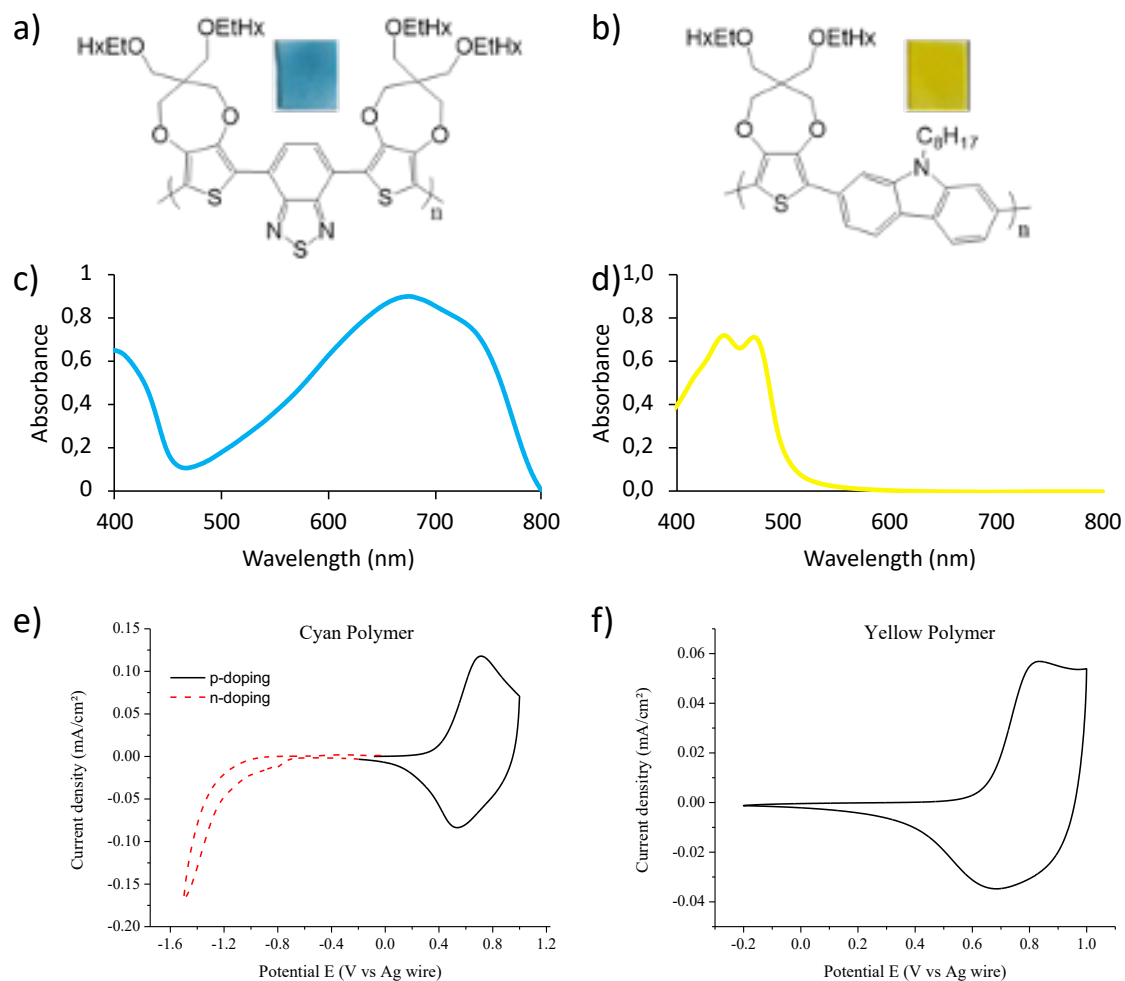 a)
OEtHx
HxEtO
OEtHx
OEtHx
O
O
O
O
S
S
N
N
S
n
b)
OEtHx
HxEtO
O
O
C8H17
N
S
n
c)
1
0,8
0,6
0,4
0,2
0
400 500 600 700 800
Absorbance
Wavelength (nm)
d)
1,0
0,8
0,6
0,4
0,2
0,0
400 500 600 700 800
Absorbance
Wavelength (nm)
e)
Cyan Polymer
p-doping
n-doping
0.15
0.10
0.05
0.00
-0.05
-0.10
-0.15
-0.20
-1.6 -1.2 -0.8 -0.4 0.0 0.4 0.8 1.2
Current density (mA/cm²)
Potential E (V vs Ag wire)
f)
Yellow Polymer
0.06
0.04
0.02
0.00
-0.02
-0.04
-0.2 0.0 0.2 0.4 0.6 0.8 1.0
Current densitry (mA/cm²)
Potential E (V vs Ag wire)